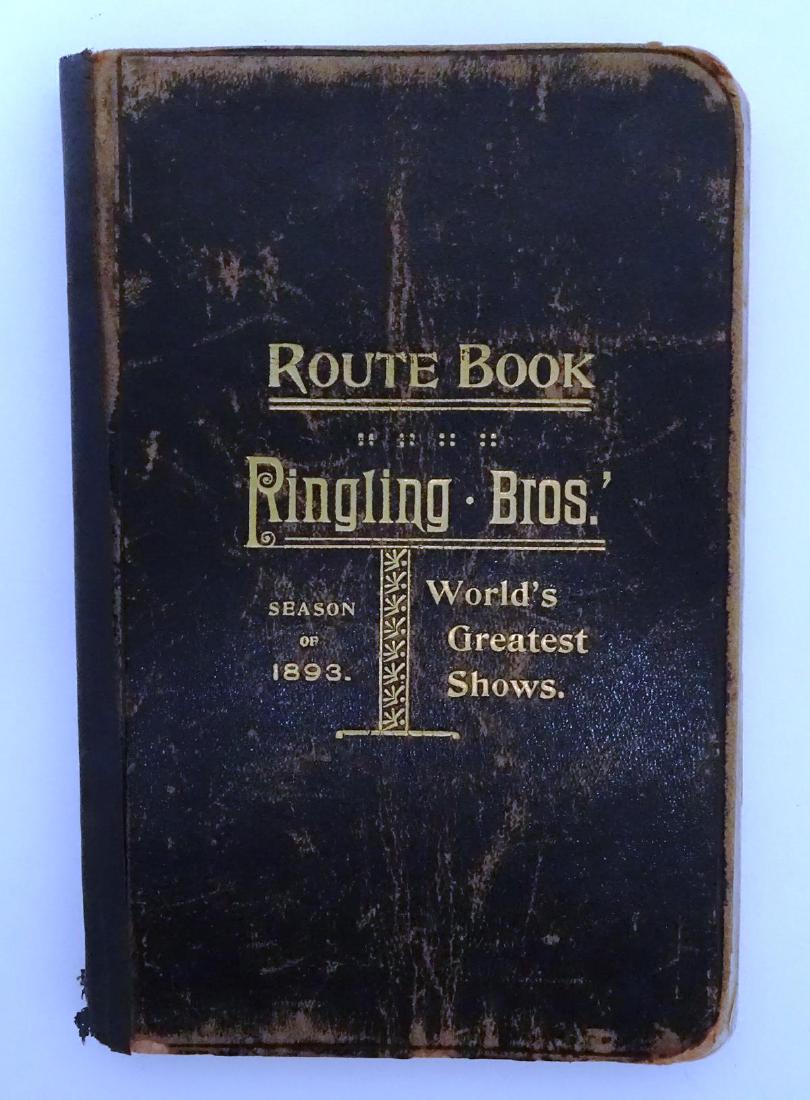 ROUTE BOOK
Ringling · Bros.'
SEASON
OF
1893.
World's
Greatest
Shows.